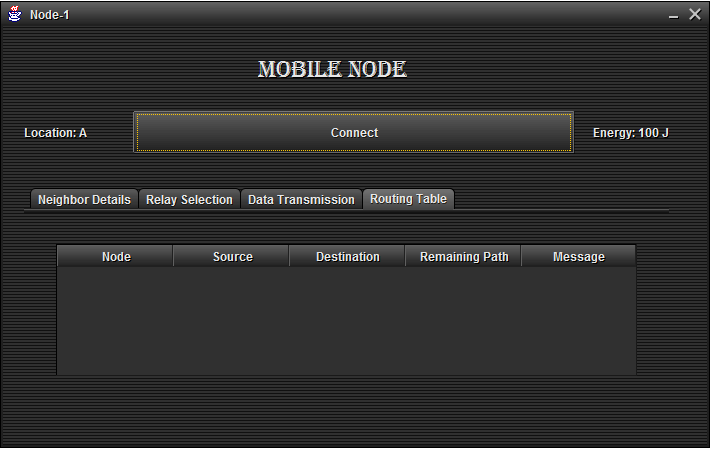 Node-1
MOBILE NODE
Location: A
Connect
Energy: 100 J
Neighbor Details
Relay Selection
Data Transmission
Routing Table
Node
Source
Destination
Remaining Path
Message